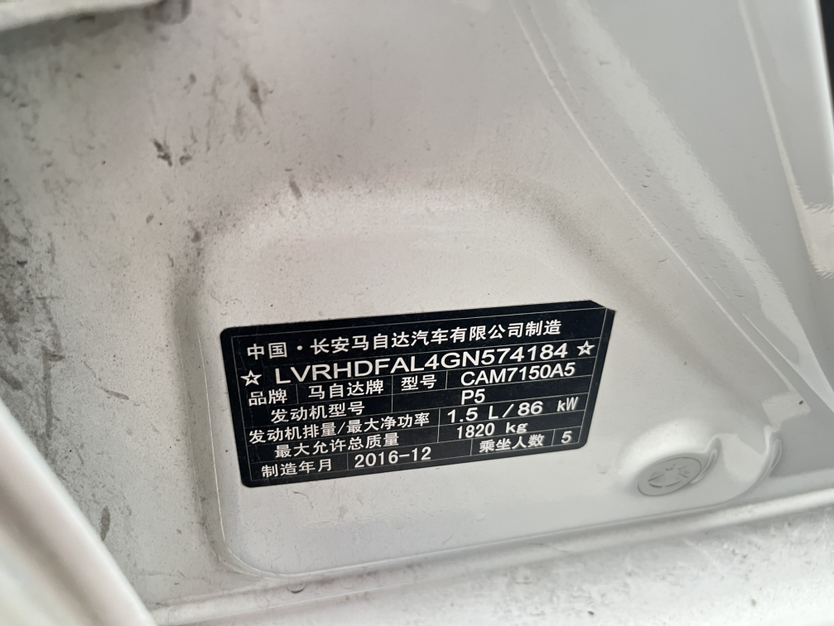 中国·长安马自达汽车有限公司制造
☆ LVRHDFAL4GN574184 ☆
品牌 马自达牌 型号 CAM7150A5
发动机型号 P5
发动机排量/最大净功率 1.5 L/86 kW
最大允许总质量 1820 kg
制造年月 2016-12 乘坐人数 5